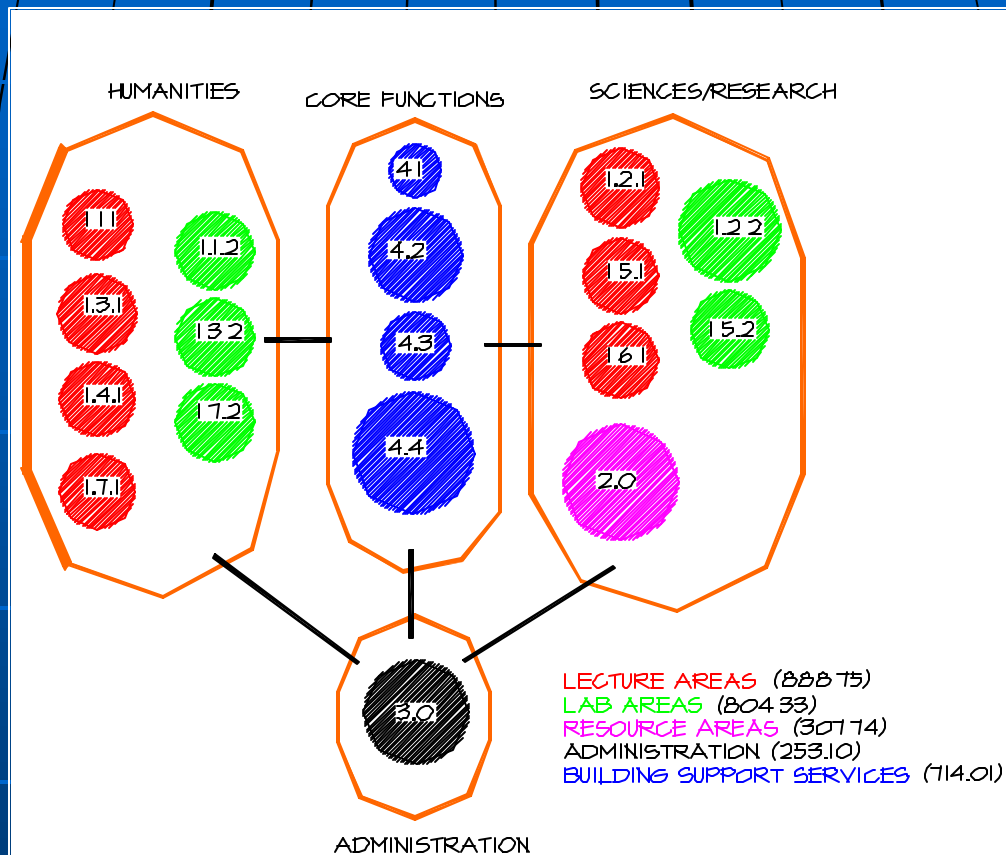 HUMANITIES
CORE FUNCTIONS
SCIENCES/RESEARCH
1.1.1
1.3.1
1.4.1
1.7.1
1.1.2
1 3 2
1 7.2
4 1
4.2
4.3
4.4
1.2.1
1 5.1
1 6 1
1.2 2
1 5.2
2.0
3.0
ADMINISTRATION
LECTURE AREAS (888 75)
LAB AREAS (804 33)
RESOURCE AREAS (307 74)
ADMINISTRATION (253.10)
BUILDING SUPPORT SERVICES (714.01)